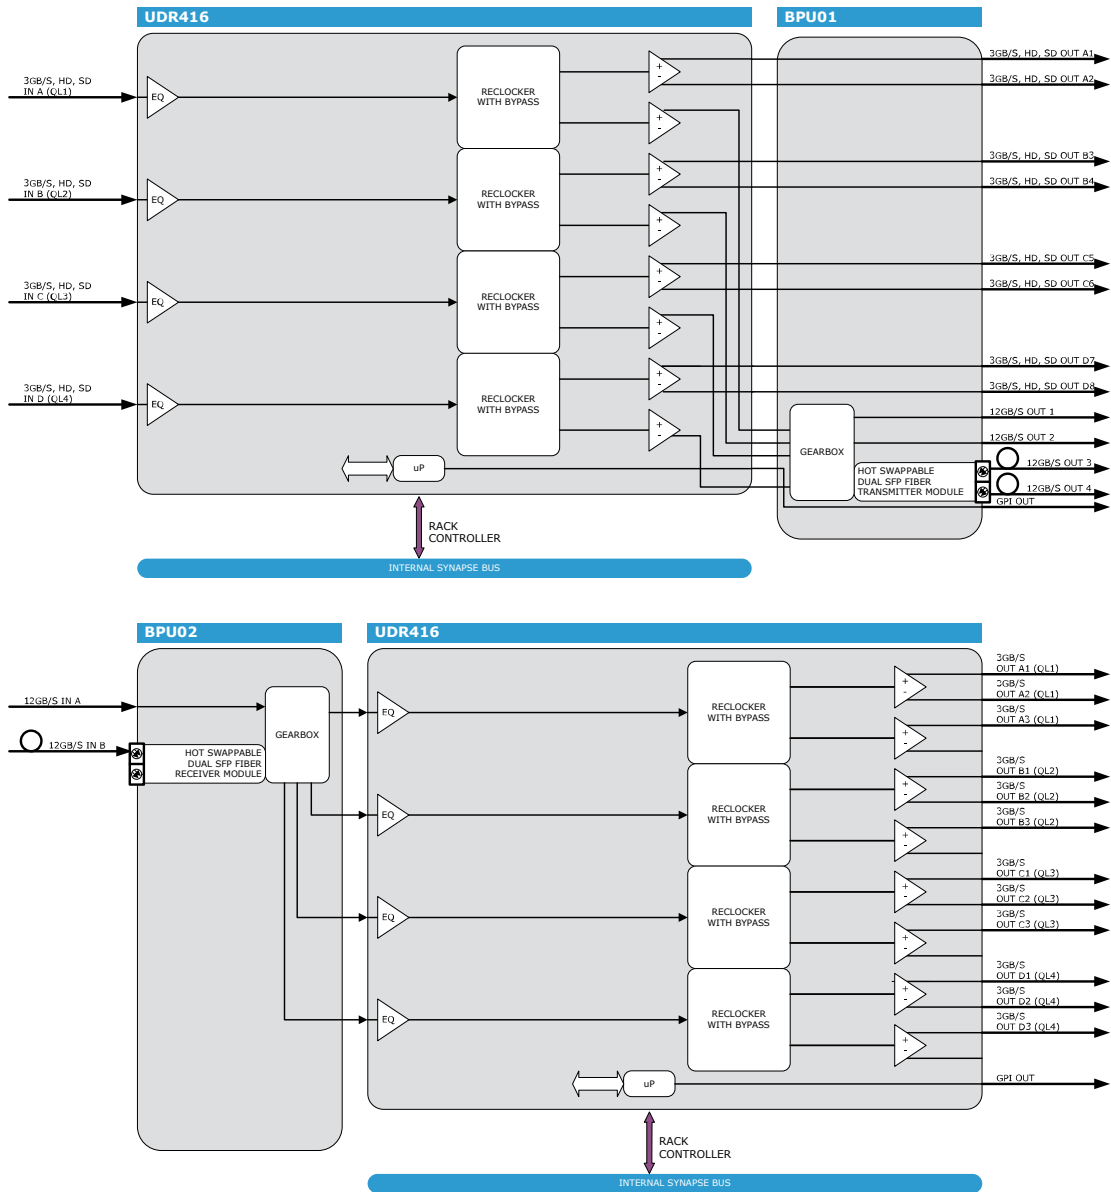 UDR416
BPU01
3GB/S, HD, SD
IN A (QL1)
EQ
RECLOCKER
WITH BYPASS
+
-
+
-
3GB/S, HD, SD OUT A1
3GB/S, HD, SD OUT A2
3GB/S, HD, SD
IN B (QL2)
EQ
RECLOCKER
WITH BYPASS
+
-
+
-
3GB/S, HD, SD OUT B3
3GB/S, HD, SD OUT B4
3GB/S, HD, SD
IN C (QL3)
EQ
RECLOCKER
WITH BYPASS
+
-
+
-
3GB/S, HD, SD OUT C5
3GB/S, HD, SD OUT C6
3GB/S, HD, SD
IN D (QL4)
EQ
RECLOCKER
WITH BYPASS
+
-
+
-
3GB/S, HD, SD OUT D7
3GB/S, HD, SD OUT D8
12GB/S OUT 1
12GB/S OUT 2
GEARBOX
HOT SWAPPABLE
DUAL SFP FIBER
TRANSMITTER MODULE
12GB/S OUT 3
12GB/S OUT 4
GPI OUT
uP
RACK
CONTROLLER
INTERNAL SYNAPSE BUS
BPU02
UDR416
12GB/S IN A
12GB/S IN B
GEARBOX
HOT SWAPPABLE
DUAL SFP FIBER
RECEIVER MODULE
EQ
RECLOCKER
WITH BYPASS
+
-
+
-
3GB/S
OUT A1 (QL1)
3GB/S
OUT A2 (QL1)
3GB/S
OUT A3 (QL1)
EQ
RECLOCKER
WITH BYPASS
+
-
+
-
3GB/S
OUT B1 (QL2)
3GB/S
OUT B2 (QL2)
3GB/S
OUT B3 (QL2)
EQ
RECLOCKER
WITH BYPASS
+
-
+
-
3GB/S
OUT C1 (QL3)
3GB/S
OUT C2 (QL3)
3GB/S
OUT C3 (QL3)
EQ
RECLOCKER
WITH BYPASS
+
-
+
-
3GB/S
OUT D1 (QL4)
3GB/S
OUT D2 (QL4)
3GB/S
OUT D3 (QL4)
uP
GPI OUT
RACK
CONTROLLER
INTERNAL SYNAPSE BUS